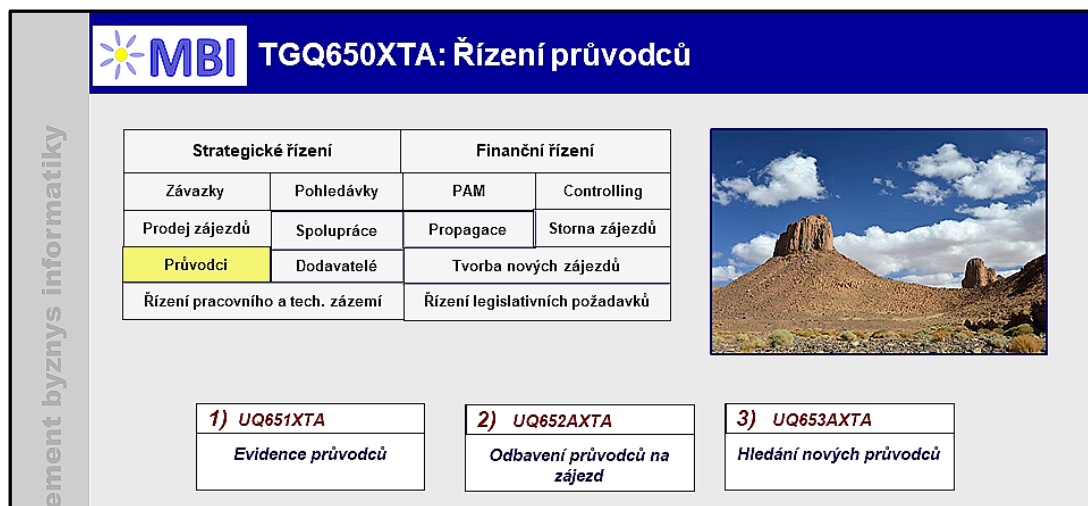 MBI
TGQ650XTA: Řízení průvodců
ement byznys informatiky
Strategické řízení
Finanční řízení
Závazky
Pohledávky
PAM
Controlling
Prodej zájezdů
Spolupráce
Propagace
Storna zájezdů
Průvodci
Dodavatelé
Tvorba nových zájezdů
Řízení pracovního a tech. zázemí
Řízení legislativních požadavků
1) UQ651XTA
Evidence průvodců
2) UQ652AXTA
Odbavení průvodců na
zájezd
3) UQ653AXTA
Hledání nových průvodců